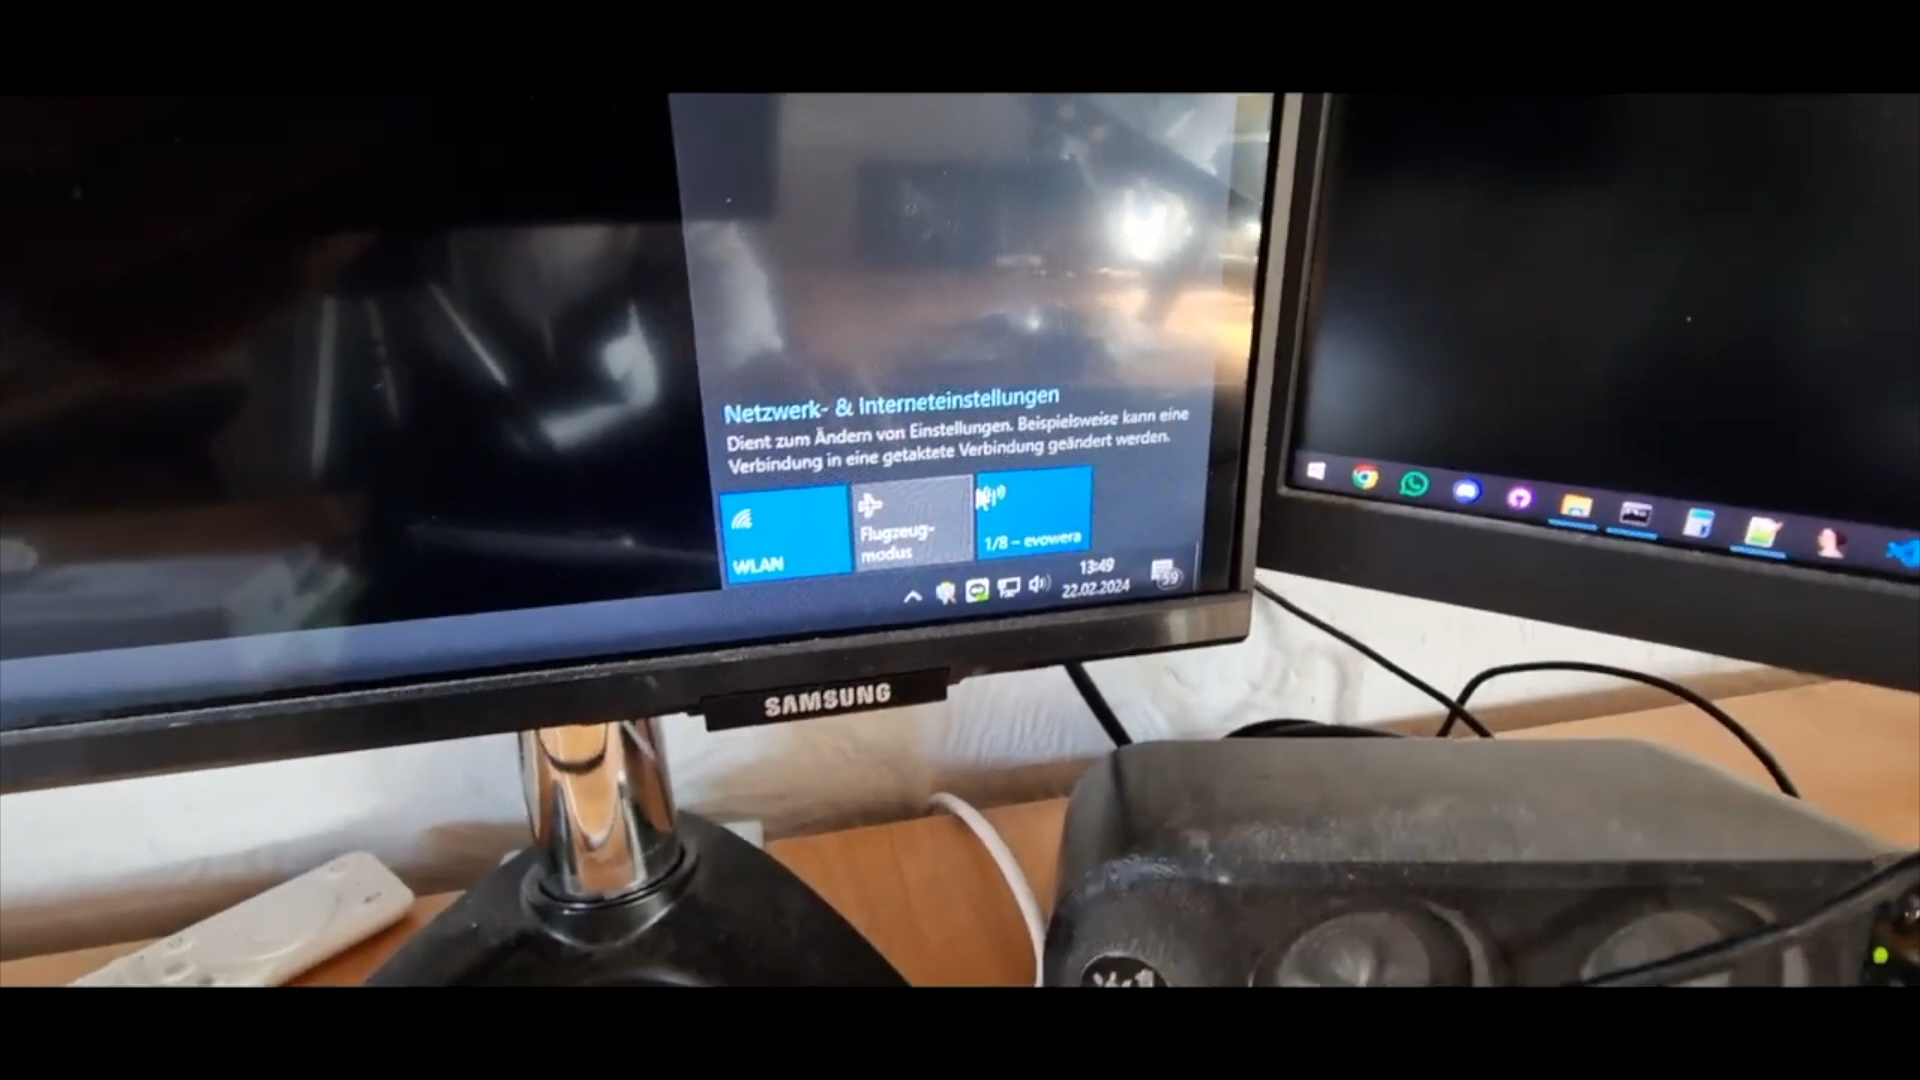 Netzwerk- & Interneteinstellungen
Dient zum Ändern von Einstellungen. Beispielsweise kann eine
Verbindung in eine getaktete Verbindung geändert werden.
WLAN
Flugzeug-
modus
1/8 – evowera
13:49
22.02.2024
59
SAMSUNG